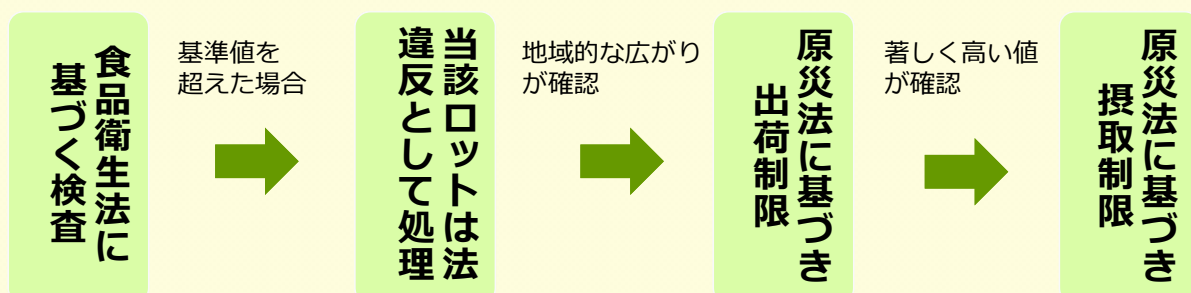 食品衛生法に
基づく検査
基準値を
超えた場合
当該ロットは法
違反として処理
地域的な広がり
が確認
原災法に基づき
出荷制限
著しく高い値
が確認
原災法に基づき
摂取制限